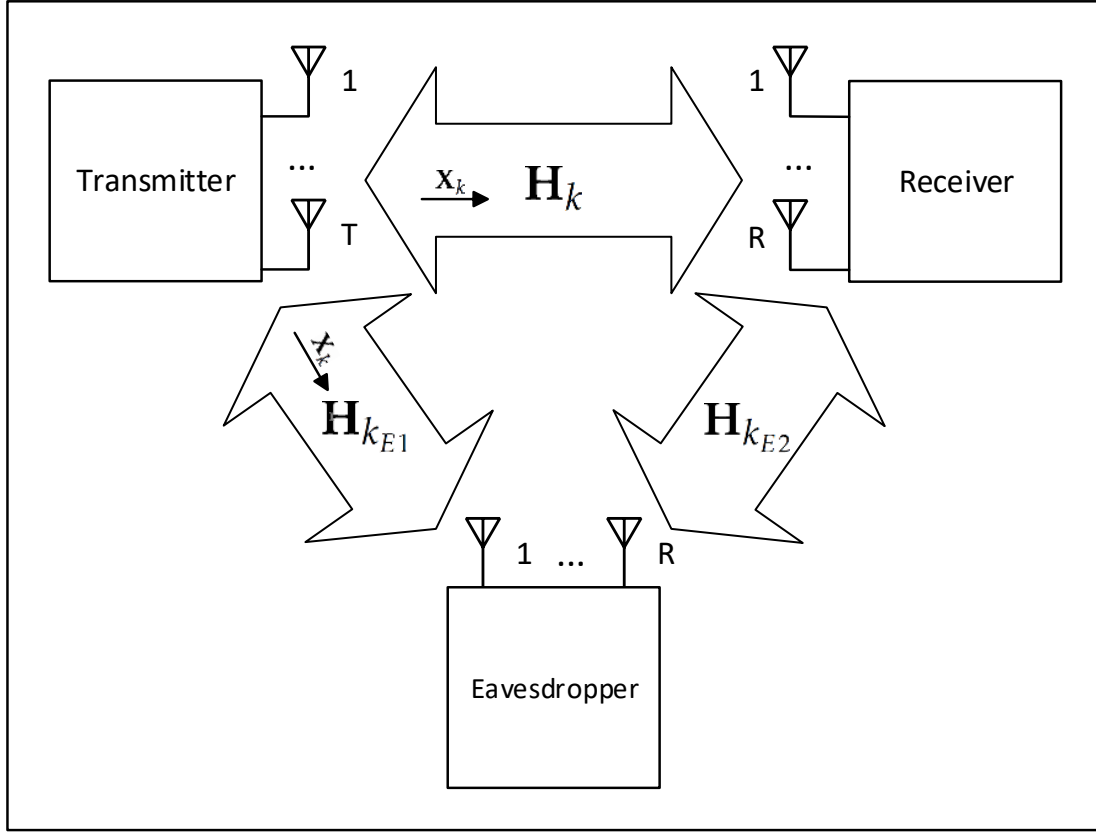 1
Transmitter
...
T
x_k
H_k
1
...
R
Receiver
x_k
H_{k_{E1}}
H_{k_{E2}}
1 ... R
Eavesdropper